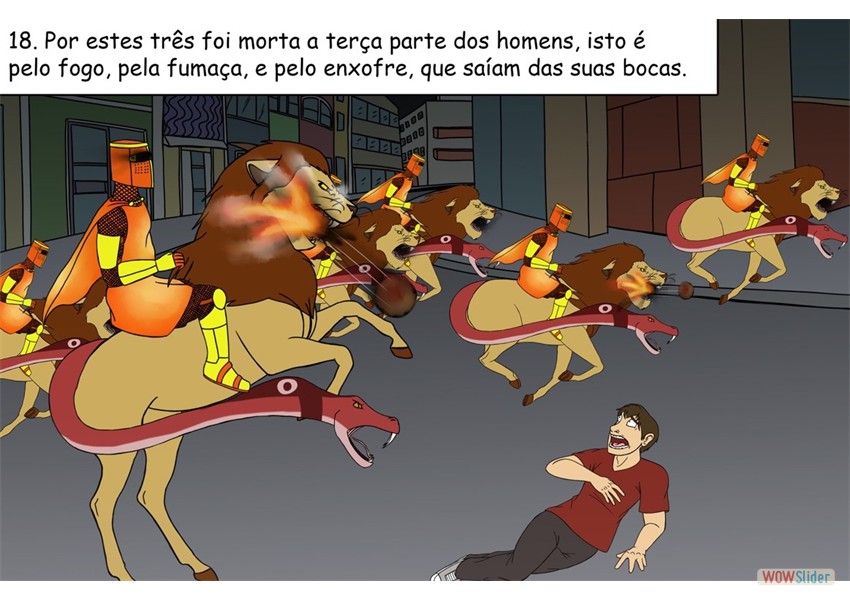 18. Por estes três foi morta a terça parte dos homens, isto é
pelo fogo, pela fumaça, e pelo enxofre, que saíam das suas bocas.
WOWSlider